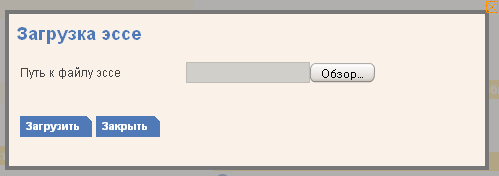 Загрузка эссе
Путь к файлу эссе Обзор...
Загрузить Закрыть